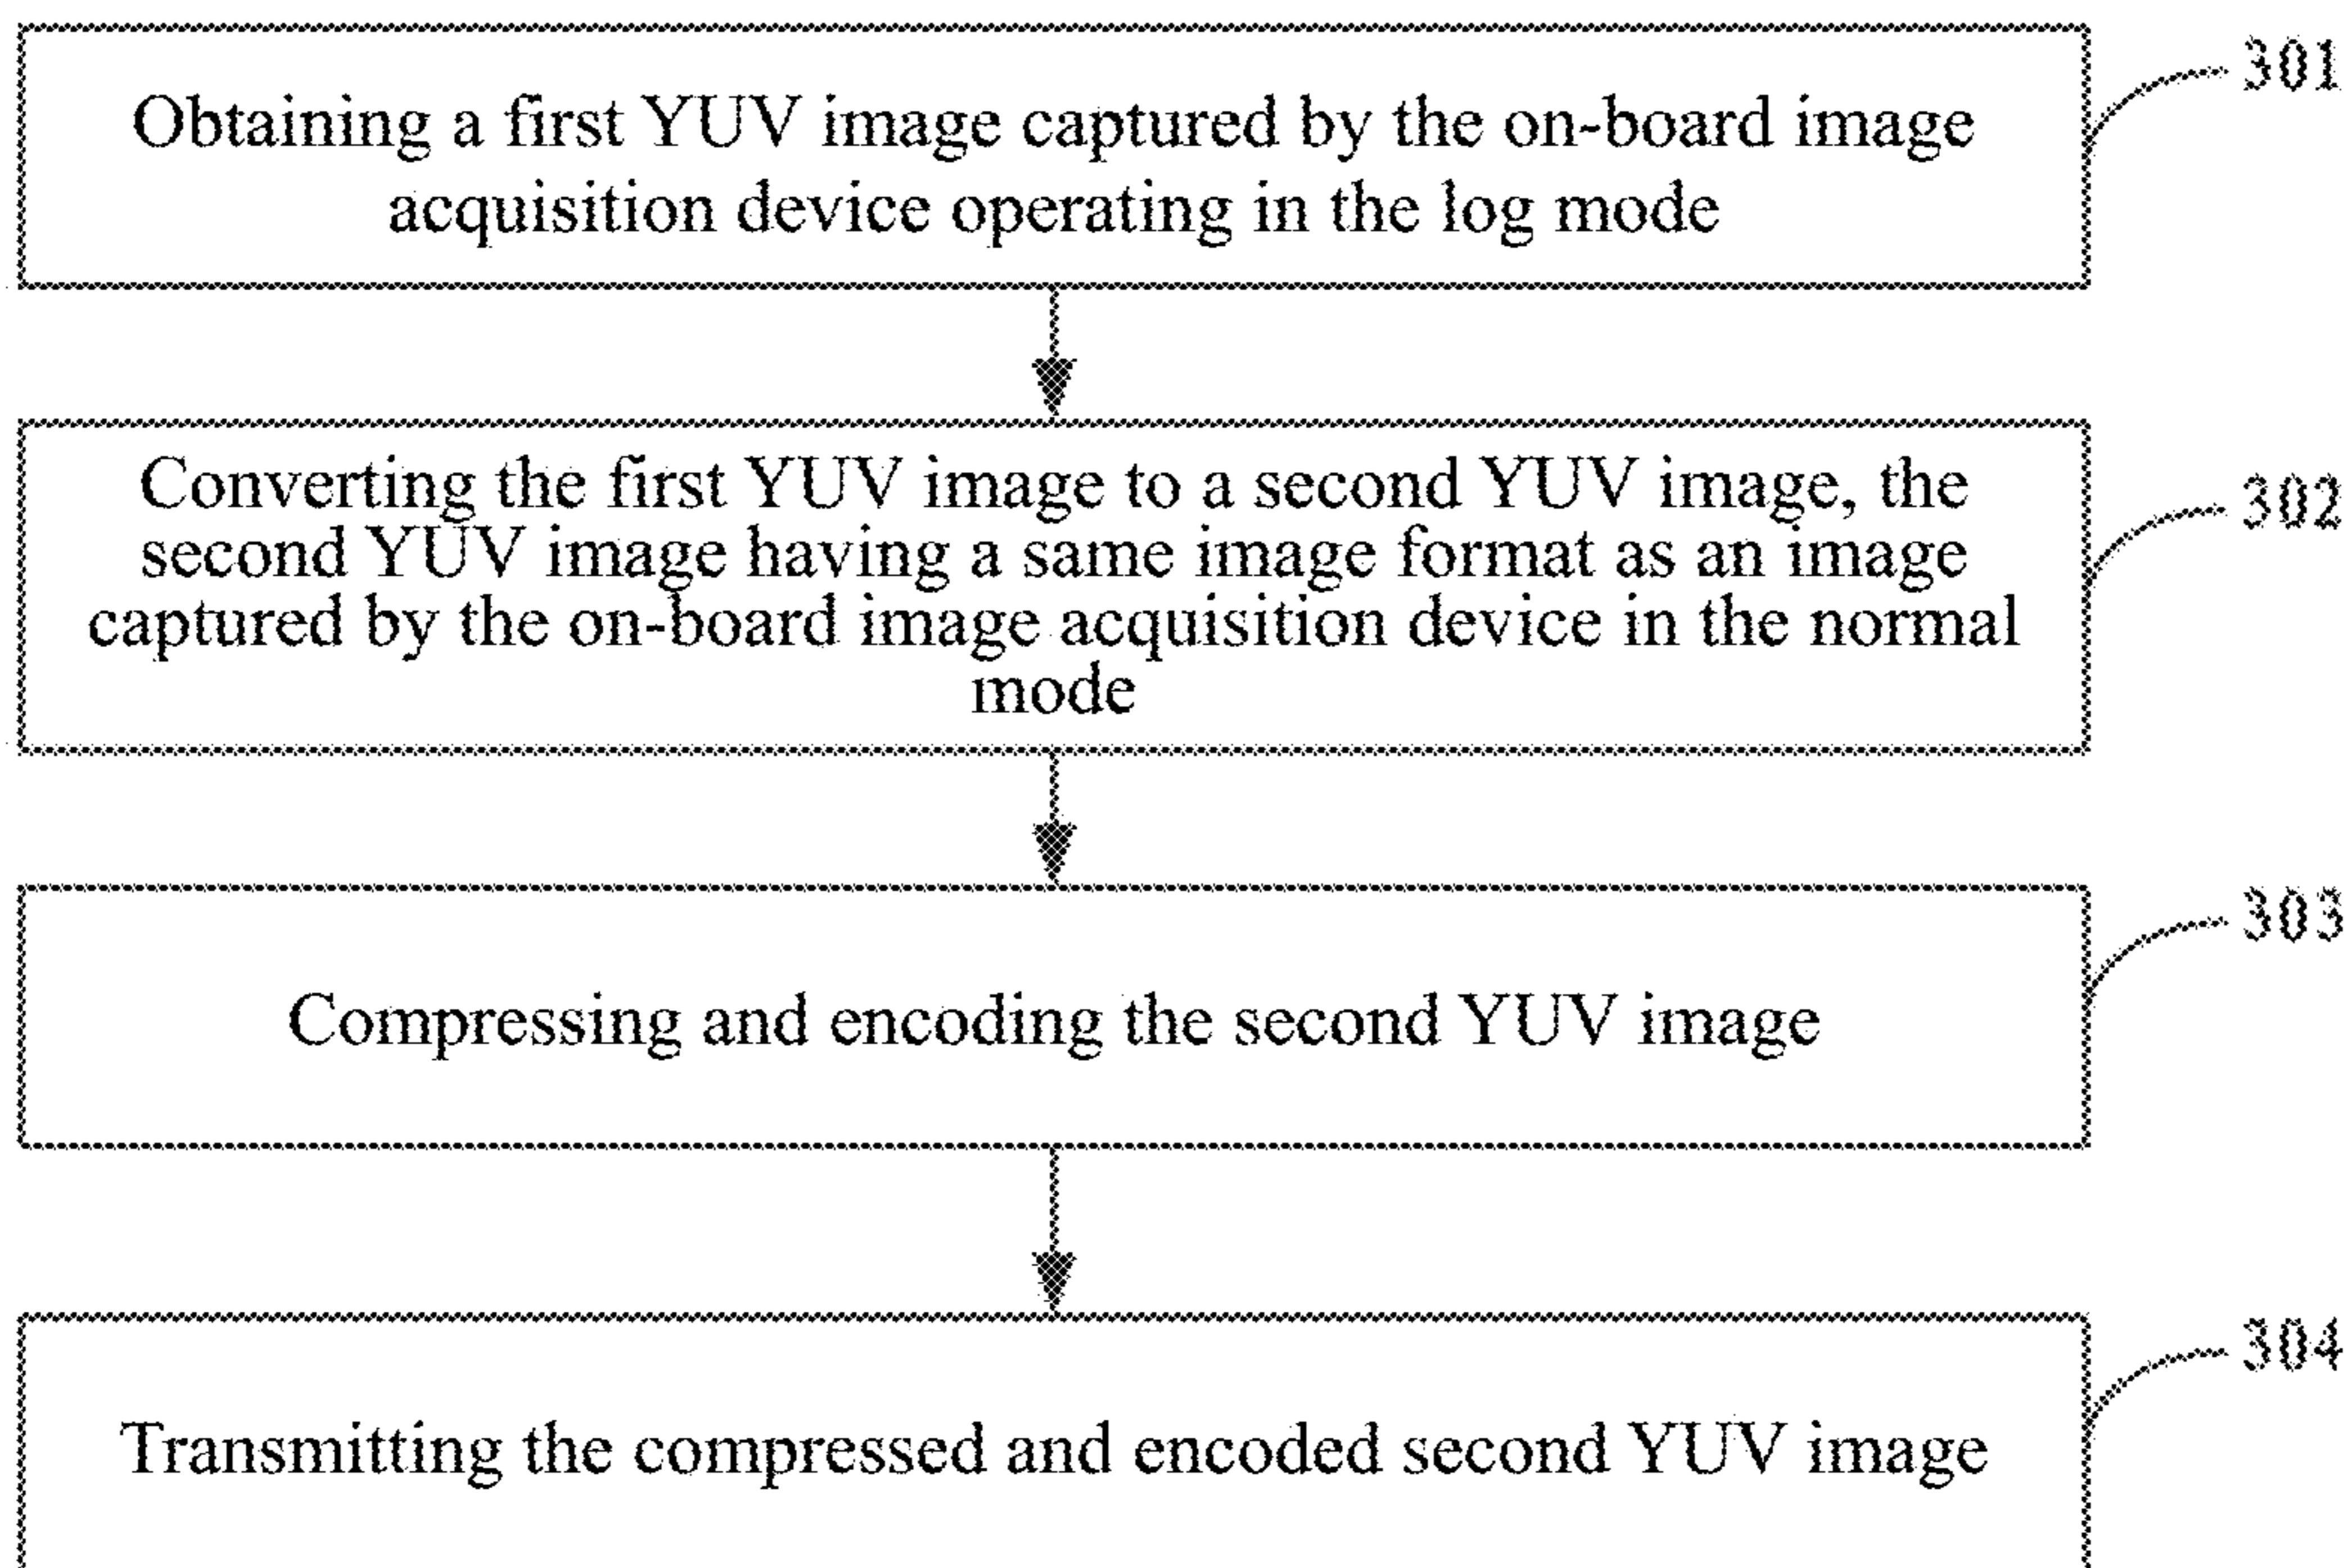 301
Obtaining a first YUV image captured by the on-board image
acquisition device operating in the log mode
302
Converting the first YUV image to a second YUV image, the
second YUV image having a same image format as an image
captured by the on-board image acquisition device in the normal
mode
303
Compressing and encoding the second YUV image
304
Transmitting the compressed and encoded second YUV image